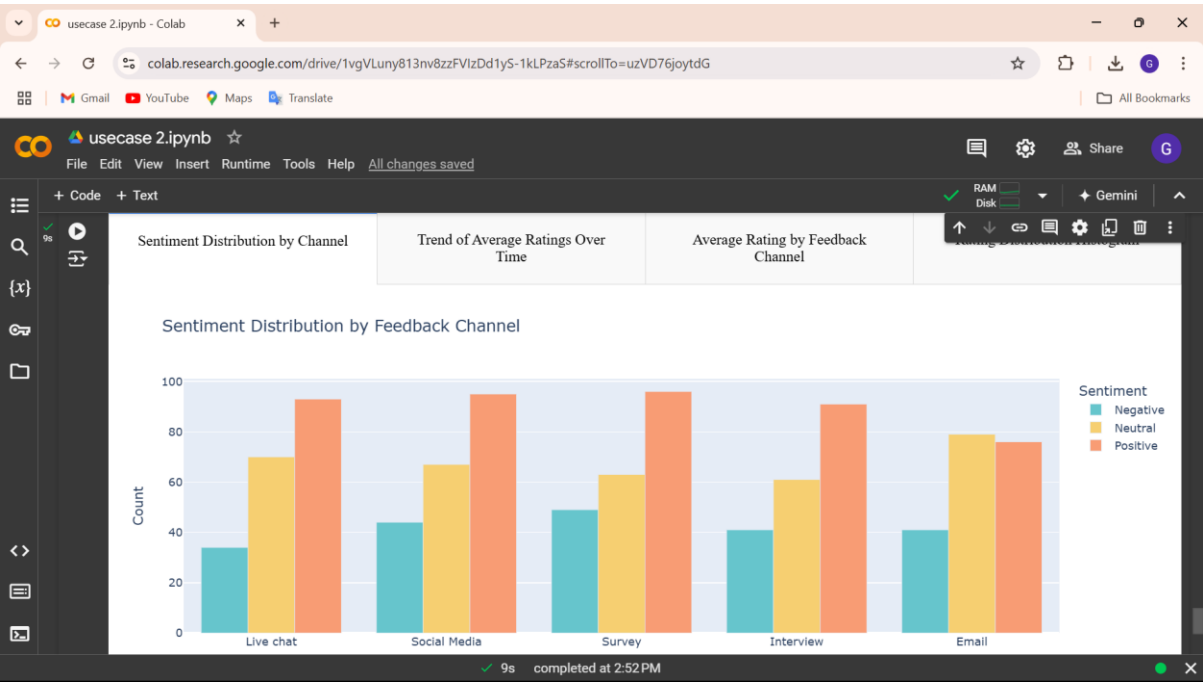 usecase 2.ipynb - Colab
colab.research.google.com/drive/1vgVLuny813nv8zzFVIzDd1yS-1kLPzaS#scrollTo=uzVD76joytdG
G
Gmail YouTube Maps Translate
All Bookmarks
CO usecase 2.ipynb
File Edit View Insert Runtime Tools Help All changes saved
Share G
+ Code + Text
RAM
Disk
Gemini
9s
{x}
Sentiment Distribution by Channel
Trend of Average Ratings Over
Time
Average Rating by Feedback
Channel
Rating Distribution Histogram
Sentiment Distribution by Feedback Channel
Count
100
80
60
40
20
0
Live chat Social Media Survey Interview Email
Sentiment
Negative
Neutral
Positive
9s completed at 2:52 PM